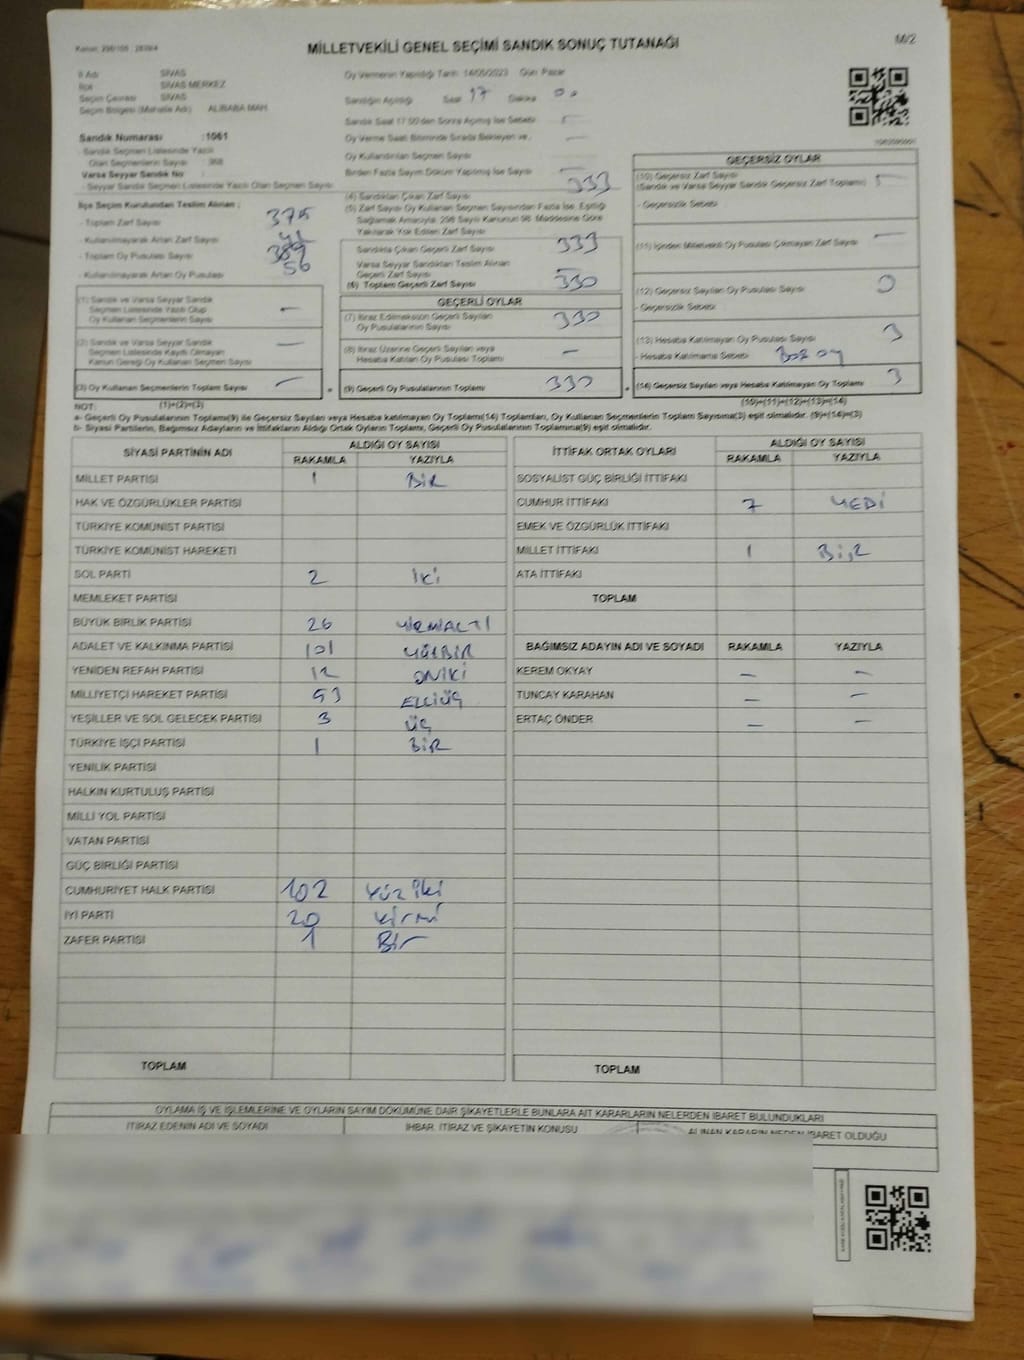 M/2
MİLLETVEKİLİ GENEL SEÇİMİ SANDIK SONUÇ TUTANAĞI
İl Adı SİVAS
İlçe SİVAS MERKEZ
Seçim Çevresi SİVAS
Seçim Bölgesi (Mahalle Adı) ALİBABA MAH.
Sandık Numarası :1061
- Sandık Seçmen Listesinde Yazılı
Olan Seçmenlerin Sayısı : 368
Varsa Seyyar Sandık No :
- Seyyar Sandık Seçmen Listesinde Yazılı Olan Seçmen Sayısı
İlçe Seçim Kurulundan Teslim Alınan ;
- Toplam Zarf Sayısı 375
- Kullanılmayarak Artan Zarf Sayısı
- Toplam Oy Pusulası Sayısı
- Kullanılmayarak Artan Oy Pusulası 56
(1) Sandık ve Varsa Seyyar Sandık
Seçmen Listesinde Yazılı Olup
Oy Kullanan Seçmenlerin Sayısı —
(2) Sandık ve Varsa Seyyar Sandık
Seçmen Listesinde Kayıtlı Olmayan
Kanun Gereği Oy Kullanan Seçmen Sayısı —
(3) Oy Kullanan Seçmenlerin Toplam Sayısı —
(1)+(2)=(3)
Oy Vermenin Yapıldığı Tarih: 14/05/2023 Gün: Pazar
Sandığın Açıldığı Saat 17 Dakika 00
Sandık Saat 17:00'den Sonra Açılmış İse Sebebi
Oy Verme Saati Bitiminde Sırada Bekleyen ve —
Oy Kullandırılan Seçmen Sayısı
Birden Fazla Sayım Döküm Yapılmış İse Sayısı —
(4) Sandıktan Çıkan Zarf Sayısı 333
(5) Zarf Sayısı Oy Kullanan Seçmen Sayısından Fazla İse, Eşitliği
Sağlamak Amacıyla; 298 Sayılı Kanunun 98. Maddesine Göre
Yakılarak Yok Edilen Zarf Sayısı
Sandıkta Çıkan Geçerli Zarf Sayısı 333
Varsa Seyyar Sandıktan Teslim Alınan
Geçerli Zarf Sayısı —
(6) Toplam Geçerli Zarf Sayısı 330
GEÇERLİ OYLAR
(7) İtiraz Edilmeksizin Geçerli Sayılan
Oy Pusulalarının Sayısı 330
(8) İtiraz Üzerine Geçerli Sayılan veya
Hesaba Katılan Oy Pusulası Toplamı —
= (9) Geçerli Oy Pusulalarının Toplamı 330
GEÇERSİZ OYLAR
(10) Geçersiz Zarf Sayısı
(Sandık ve Varsa Seyyar Sandık Geçersiz Zarf Toplamı)
- Geçersizlik Sebebi
(11) İçinden Milletvekili Oy Pusulası Çıkmayan Zarf Sayısı —
(12) Geçersiz Sayılan Oy Pusulası Sayısı 0
- Geçersizlik Sebebi
(13) Hesaba Katılmayan Oy Pusulası Sayısı 3
- Hesaba Katılmama Sebebi Boş oy
+ (14) Geçersiz Sayılan veya Hesaba Katılmayan Oy Toplamı 3
(10)+(11)+(12)+(13)=(14)
NOT:
a- Geçerli Oy Pusulalarının Toplamı(9) ile Geçersiz Sayılan veya Hesaba katılmayan Oy Toplamı(14) Toplamları, Oy Kullanan Seçmenlerin Toplam Sayısına(3) eşit olmalıdır. (9)+(14)=(3)
b- Siyasi Partilerin, Bağımsız Adayların ve İttifakların Aldığı Ortak Oyların Toplamı, Geçerli Oy Pusulalarının Toplamına(9) eşit olmalıdır.
SİYASİ PARTİNİN ADI ALDIĞI OY SAYISI
RAKAMLA YAZIYLA
MİLLET PARTİSİ 1 BİR
HAK VE ÖZGÜRLÜKLER PARTİSİ
TÜRKİYE KOMÜNİST PARTİSİ
TÜRKİYE KOMÜNİST HAREKETİ
SOL PARTİ 2 İKİ
MEMLEKET PARTİSİ
BÜYÜK BİRLİK PARTİSİ 26 YİRMİALTI
ADALET VE KALKINMA PARTİSİ 101 YÜZBİR
YENİDEN REFAH PARTİSİ 12 ONİKİ
MİLLİYETÇİ HAREKET PARTİSİ 53 ELLİÜÇ
YEŞİLLER VE SOL GELECEK PARTİSİ 3 ÜÇ
TÜRKİYE İŞÇİ PARTİSİ 1 BİR
YENİLİK PARTİSİ
HALKIN KURTULUŞ PARTİSİ
MİLLİ YOL PARTİSİ
VATAN PARTİSİ
GÜÇ BİRLİĞİ PARTİSİ
CUMHURİYET HALK PARTİSİ 102 Yüz iki
İYİ PARTİ 20 Yirmi
ZAFER PARTİSİ 1 Bir
TOPLAM
İTTİFAK ORTAK OYLARI ALDIĞI OY SAYISI
RAKAMLA YAZIYLA
SOSYALİST GÜÇ BİRLİĞİ İTTİFAKI
CUMHUR İTTİFAKI 7 YEDİ
EMEK VE ÖZGÜRLÜK İTTİFAKI
MİLLET İTTİFAKI 1 BİR
ATA İTTİFAKI
TOPLAM
BAĞIMSIZ ADAYIN ADI VE SOYADI RAKAMLA YAZIYLA
KEREM OKYAY — —
TUNCAY KARAHAN — —
ERTAÇ ÖNDER — —
TOPLAM
OYLAMA İŞ VE İŞLEMLERİNE VE OYLARIN SAYIM DÖKÜMÜNE DAİR ŞİKAYETLERLE BUNLARA AİT KARARLARIN NELERDEN İBARET BULUNDUKLARI
İTİRAZ EDENİN ADI VE SOYADI İHBAR, İTİRAZ VE ŞİKAYETİN KONUSU ALINAN KARARIN NEDEN İBARET OLDUĞU